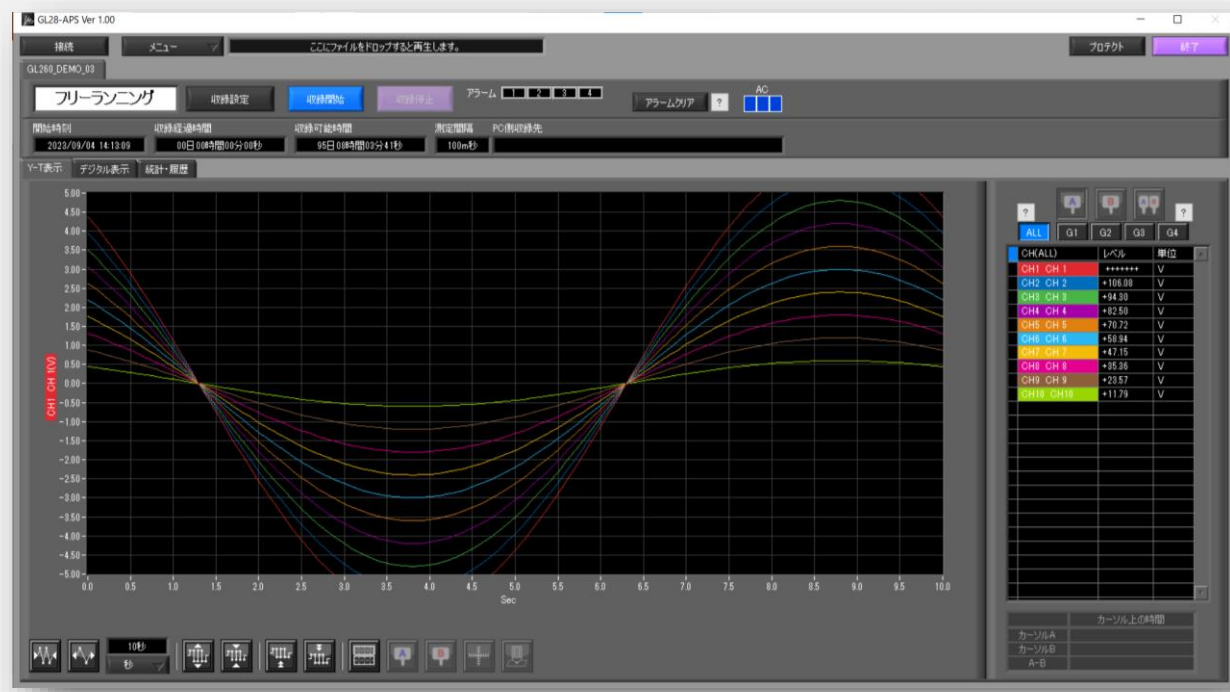 GL28-APS Ver 1.00
接続 メニュー ここにファイルをドロップすると再生します。 プロテクト 終了
GL260_DEMO_03
フリーランニング 収録設定 収録開始 収録停止 アラーム 1 2 3 4 アラームクリア ? AC
開始時刻 収録経過時間 収録可能時間 測定間隔 PC側収録先
2023/09/04 14:13:09 00日00時間00分00秒 95日08時間03分41秒 100m秒
Y-T表示 デジタル表示 統計・履歴
5.00
4.50
4.00
3.50
3.00
2.50
2.00
1.50
1.00
0.50
0.00
-0.50
-1.00
-1.50
-2.00
-2.50
-3.00
-3.50
-4.00
-4.50
-5.00
CH1 CH 1(V)
0.0 0.5 1.0 1.5 2.0 2.5 3.0 3.5 4.0 4.5 5.0 5.5 6.0 6.5 7.0 7.5 8.0 8.5 9.0 9.5 10.0
Sec
10秒
秒
A B
? A B A B ?
ALL G1 G2 G3 G4
CH(ALL) レベル 単位
CH1 CH 1 +++++++ V
CH2 CH 2 +106.08 V
CH3 CH 3 +94.30 V
CH4 CH 4 +82.50 V
CH5 CH 5 +70.72 V
CH6 CH 6 +58.94 V
CH7 CH 7 +47.15 V
CH8 CH 8 +35.36 V
CH9 CH 9 +23.57 V
CH10 CH10 +11.79 V
カーソル上の時間
カーソルA
カーソルB
A-B